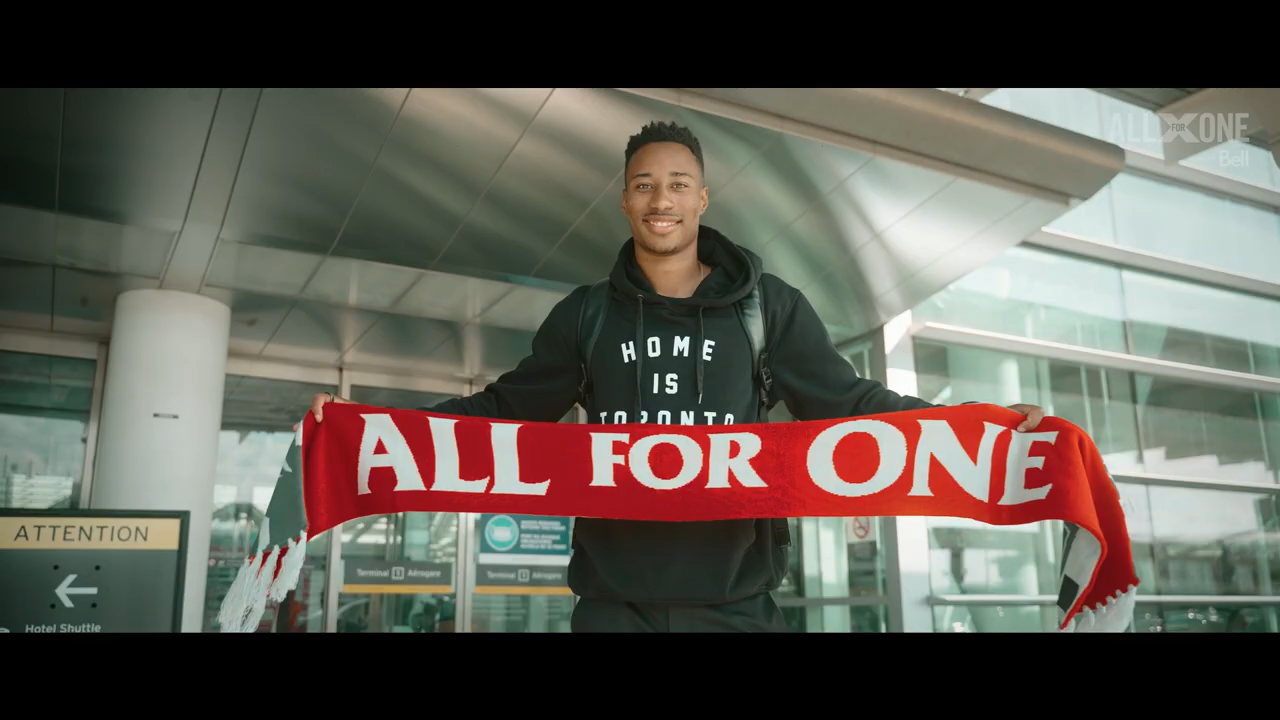 ALL FOR ONE
Bell
HOME
IS
TORONTO
ALL FOR ONE
ATTENTION
Hotel Shuttle
Terminal 1 Aérogare
Terminal 1 Aérogare